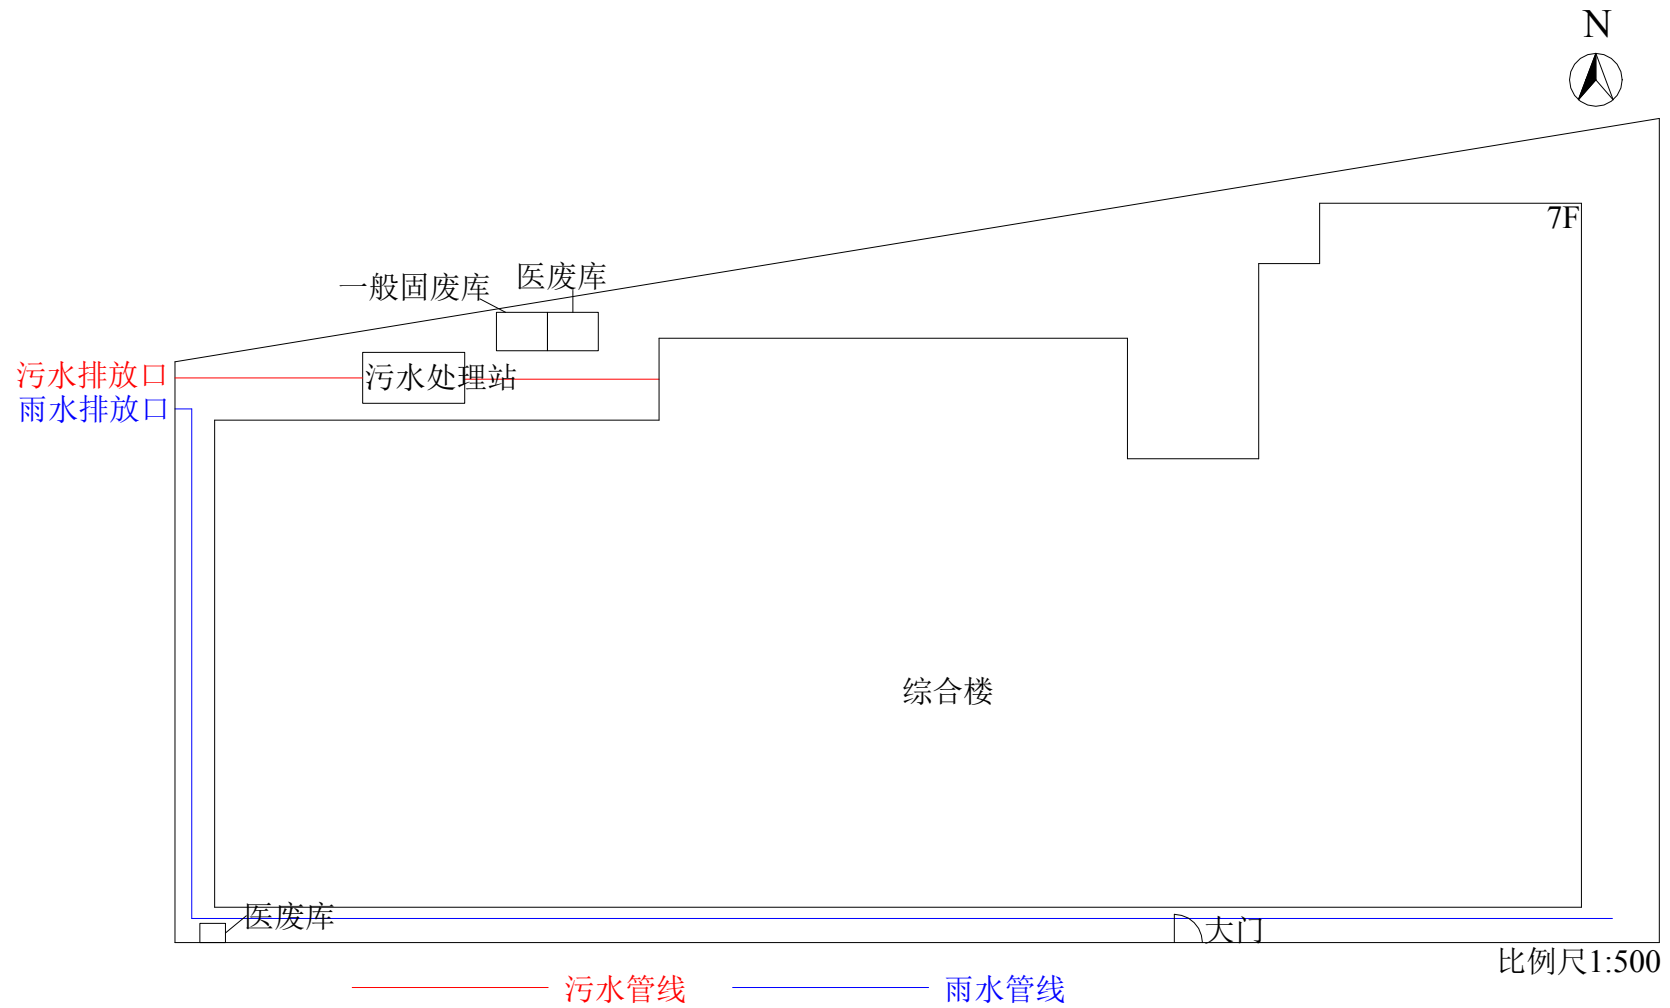 N
7F
医废库
一般固废库
污水排放口
污水处理站
雨水排放口
综合楼
医废库
大门
比例尺1:500
污水管线
雨水管线